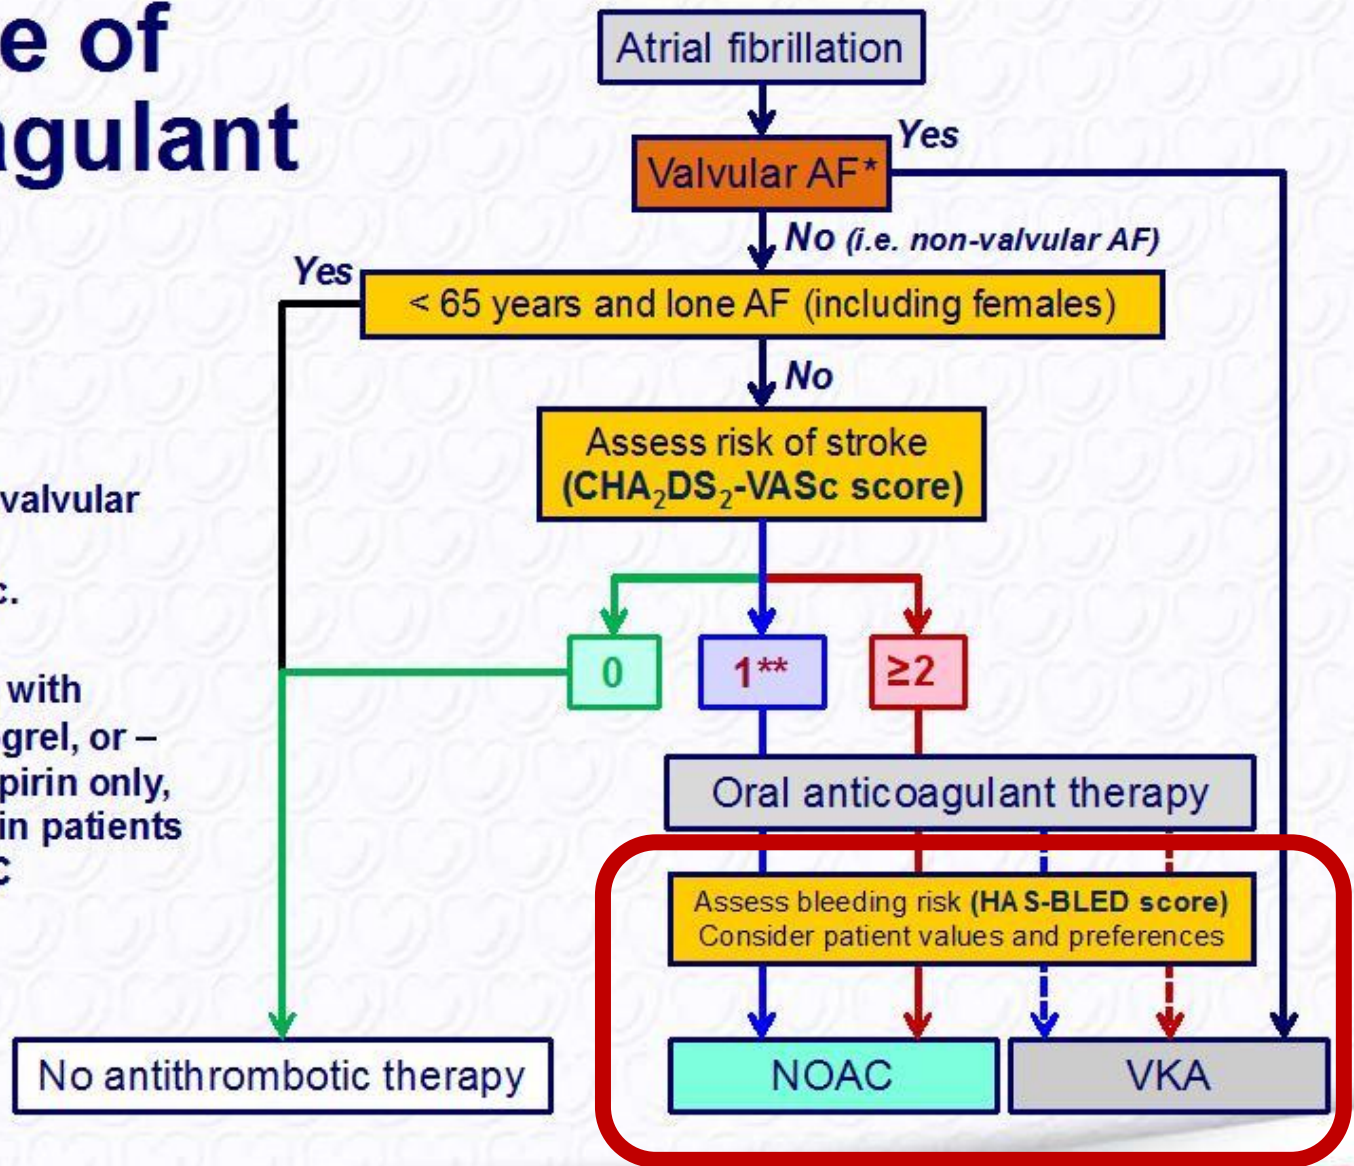 e of
agulant
Atrial fibrillation
Valvular AF*
Yes
No (i.e. non-valvular AF)
Yes
< 65 years and lone AF (including females)
No
Assess risk of stroke
(CHA₂DS₂-VASc score)
valvular
c.
with
grel, or –
pirin only,
in patients
C
0
1**
≥2
Oral anticoagulant therapy
Assess bleeding risk (HAS-BLED score)
Consider patient values and preferences
No antithrombotic therapy
NOAC
VKA